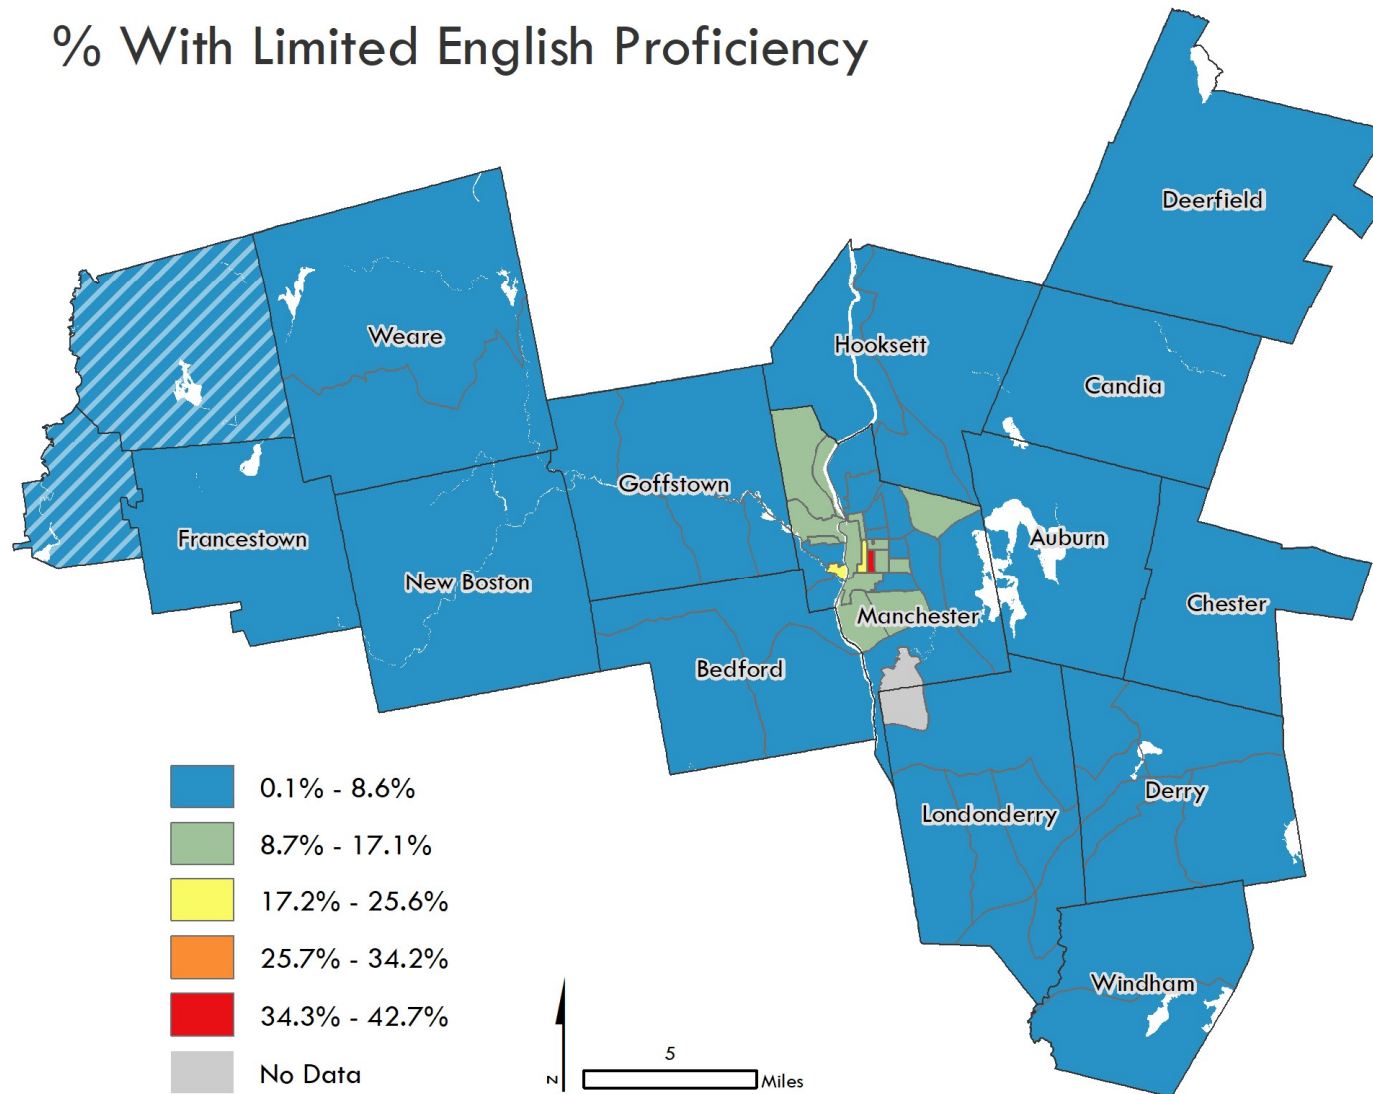 % With Limited English Proficiency
Deerfield
Weare
Hooksett
Candia
Goffstown
Francestown
Auburn
New Boston
Chester
Manchester
Bedford
0.1% - 8.6%
Derry
Londonderry
8.7% - 17.1%
17.2% - 25.6%
25.7% - 34.2%
Windham
34.3% - 42.7%
No Data
N
5
Miles